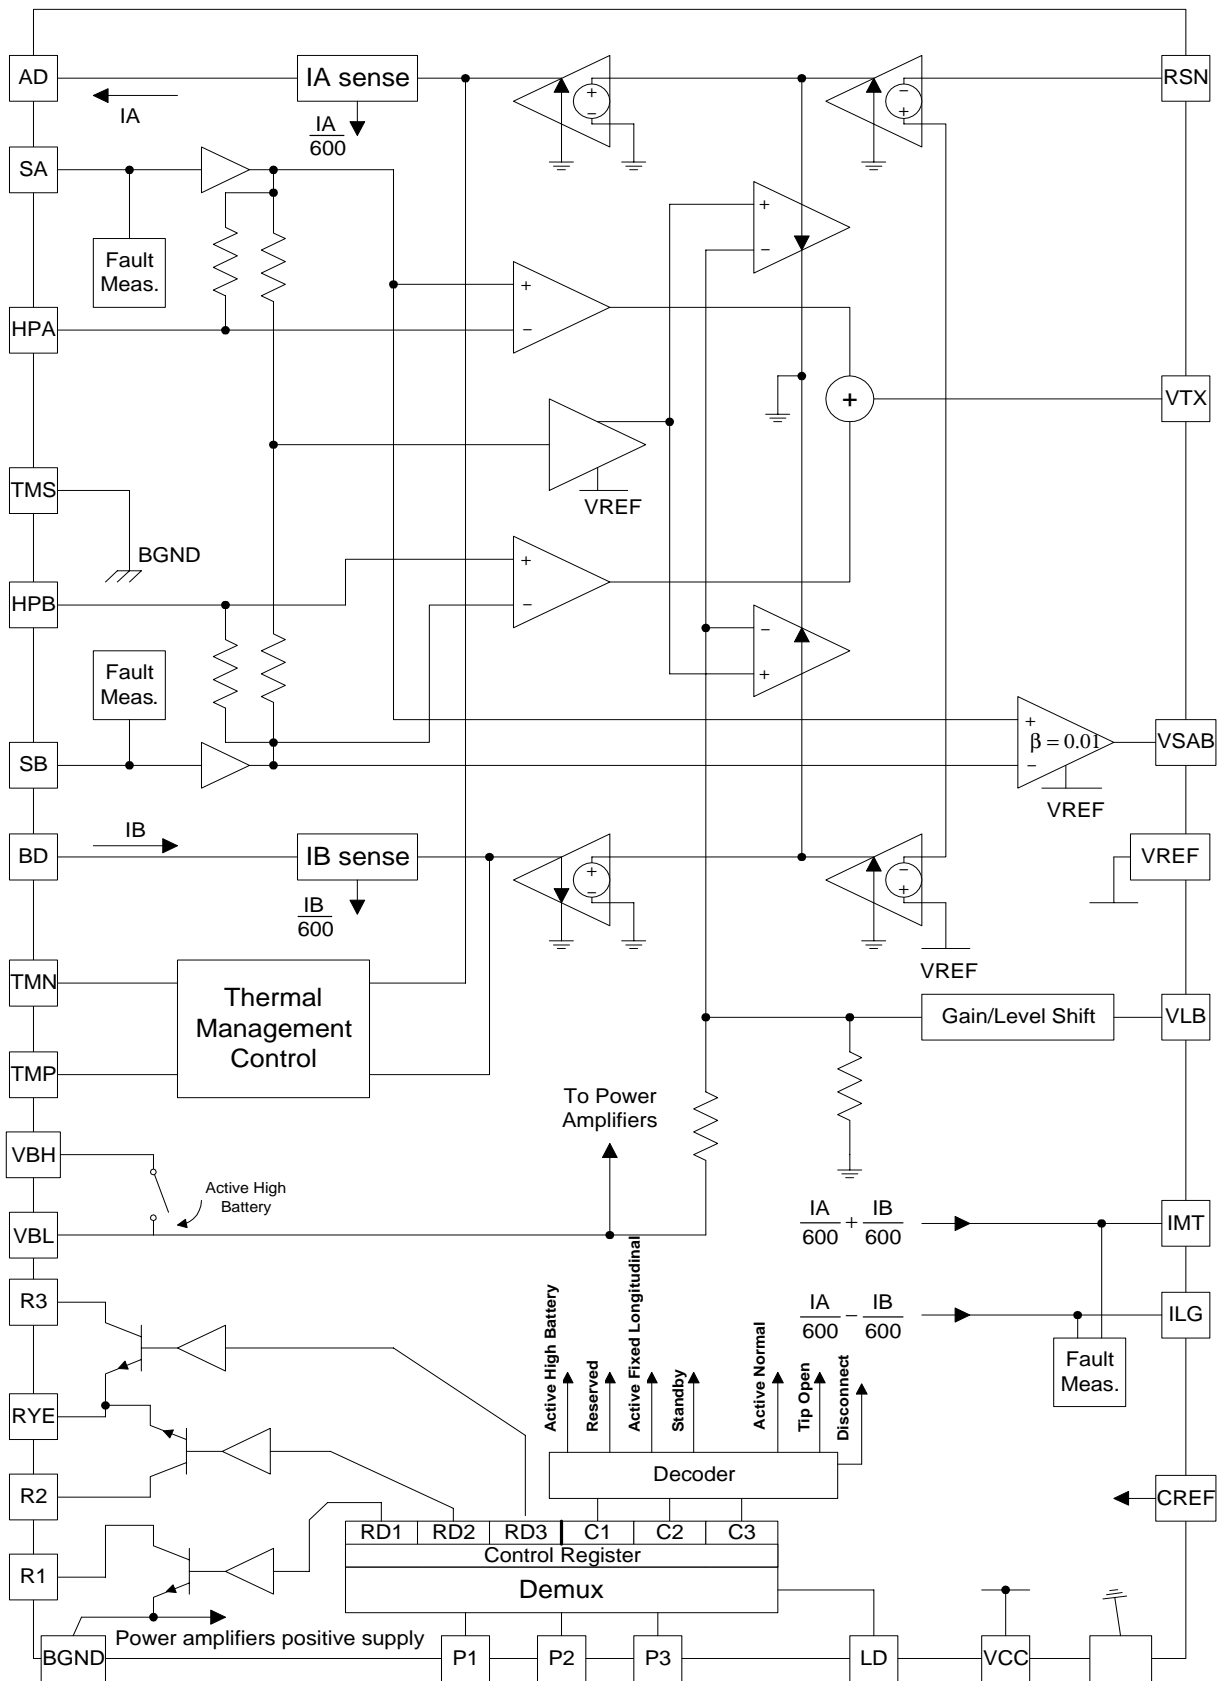 AD
IA sense
RSN
IA
IA
600
+
−
−
+
SA
Fault
Meas.
+
−
+
−
HPA
VTX
+
TMS
VREF
BGND
HPB
+
−
−
+
Fault
Meas.
+
β = 0.01
−
VSAB
SB
VREF
IB
BD
IB sense
VREF
IB
600
+
−
−
+
VREF
TMN
Thermal
Management
Control
Gain/Level Shift
VLB
TMP
To Power
Amplifiers
VBH
Active High
Battery
VBL
IA
600
+
IB
600
IMT
R3
IA
600
−
IB
600
ILG
Fault
Meas.
Active High Battery
Reserved
Active Fixed Longitudinal
Standby
Active Normal
Tip Open
Disconnect
RYE
R2
Decoder
CREF
RD1 RD2 RD3 C1 C2 C3
Control Register
R1
Demux
Power amplifiers positive supply
BGND
P1
P2
P3
LD
VCC